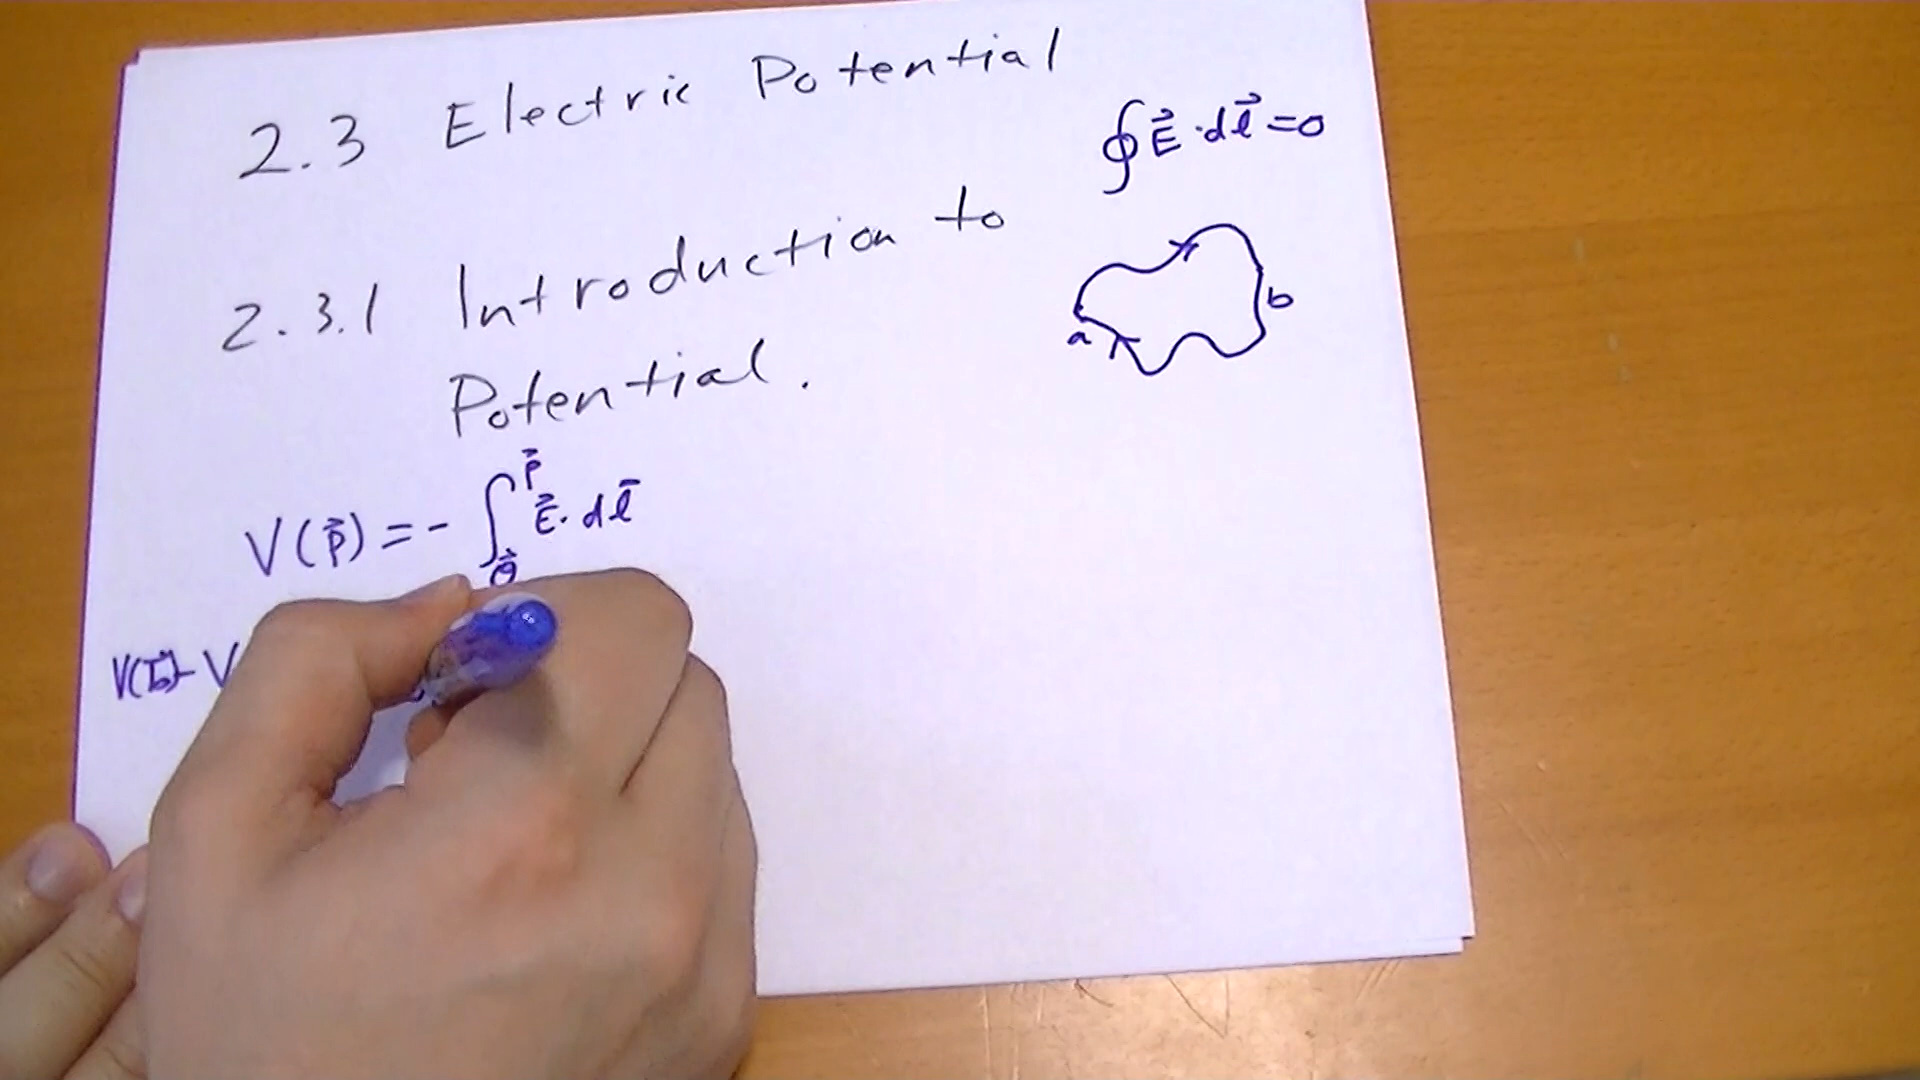 2.3 Electric Potential
∮E⃗·dl⃗=0
2.3.1 Introduction to
Potential.
a
b
V(p⃗) = - ∫_O⃗^p⃗ E⃗·dl̄
V(b⃗)- V